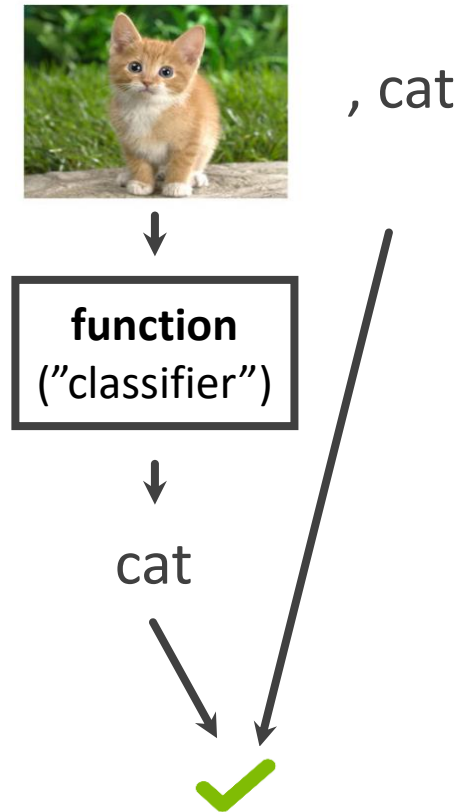 , cat
function
(”classifier”)
cat